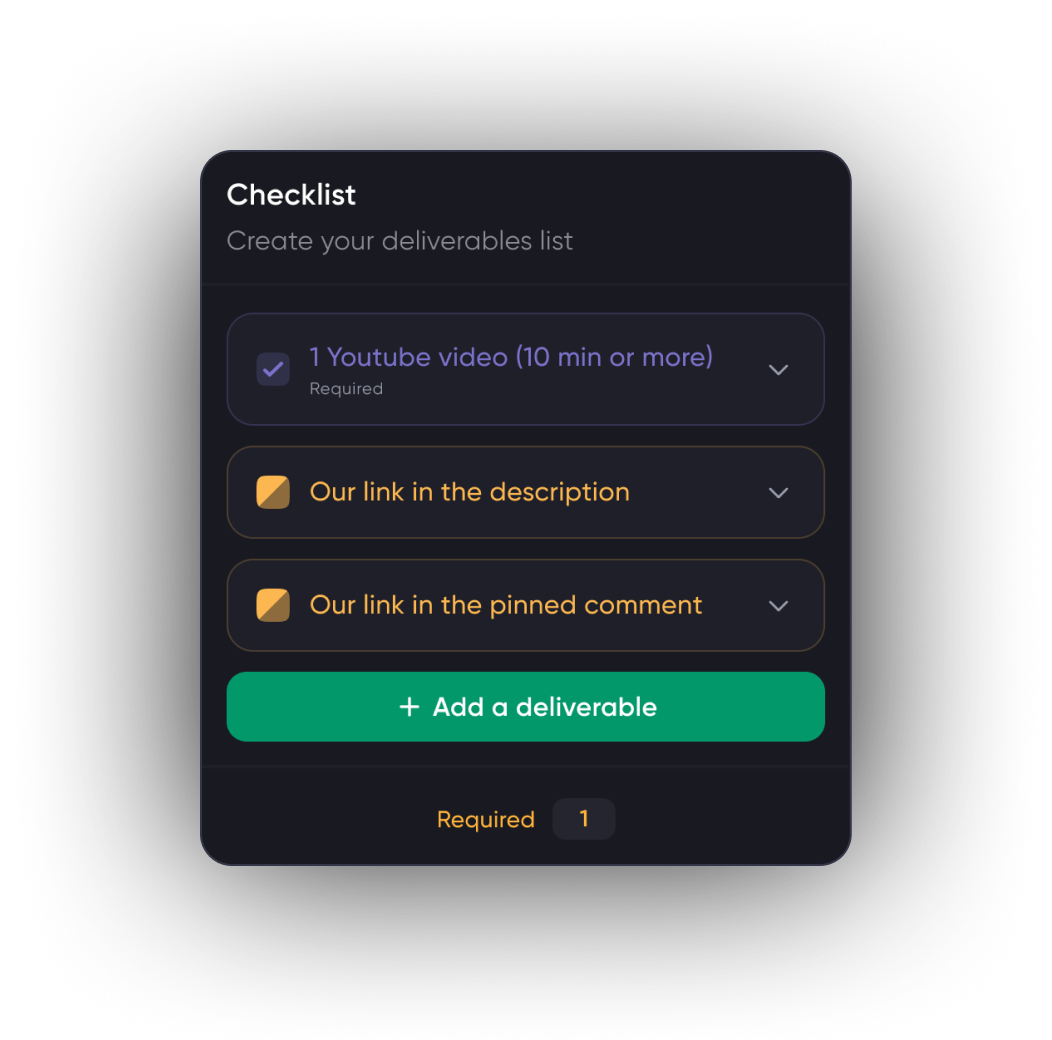 Checklist
Create your deliverables list
1 Youtube video (10 min or more)
Required
Our link in the description
Our link in the pinned comment
+ Add a deliverable
Required 1